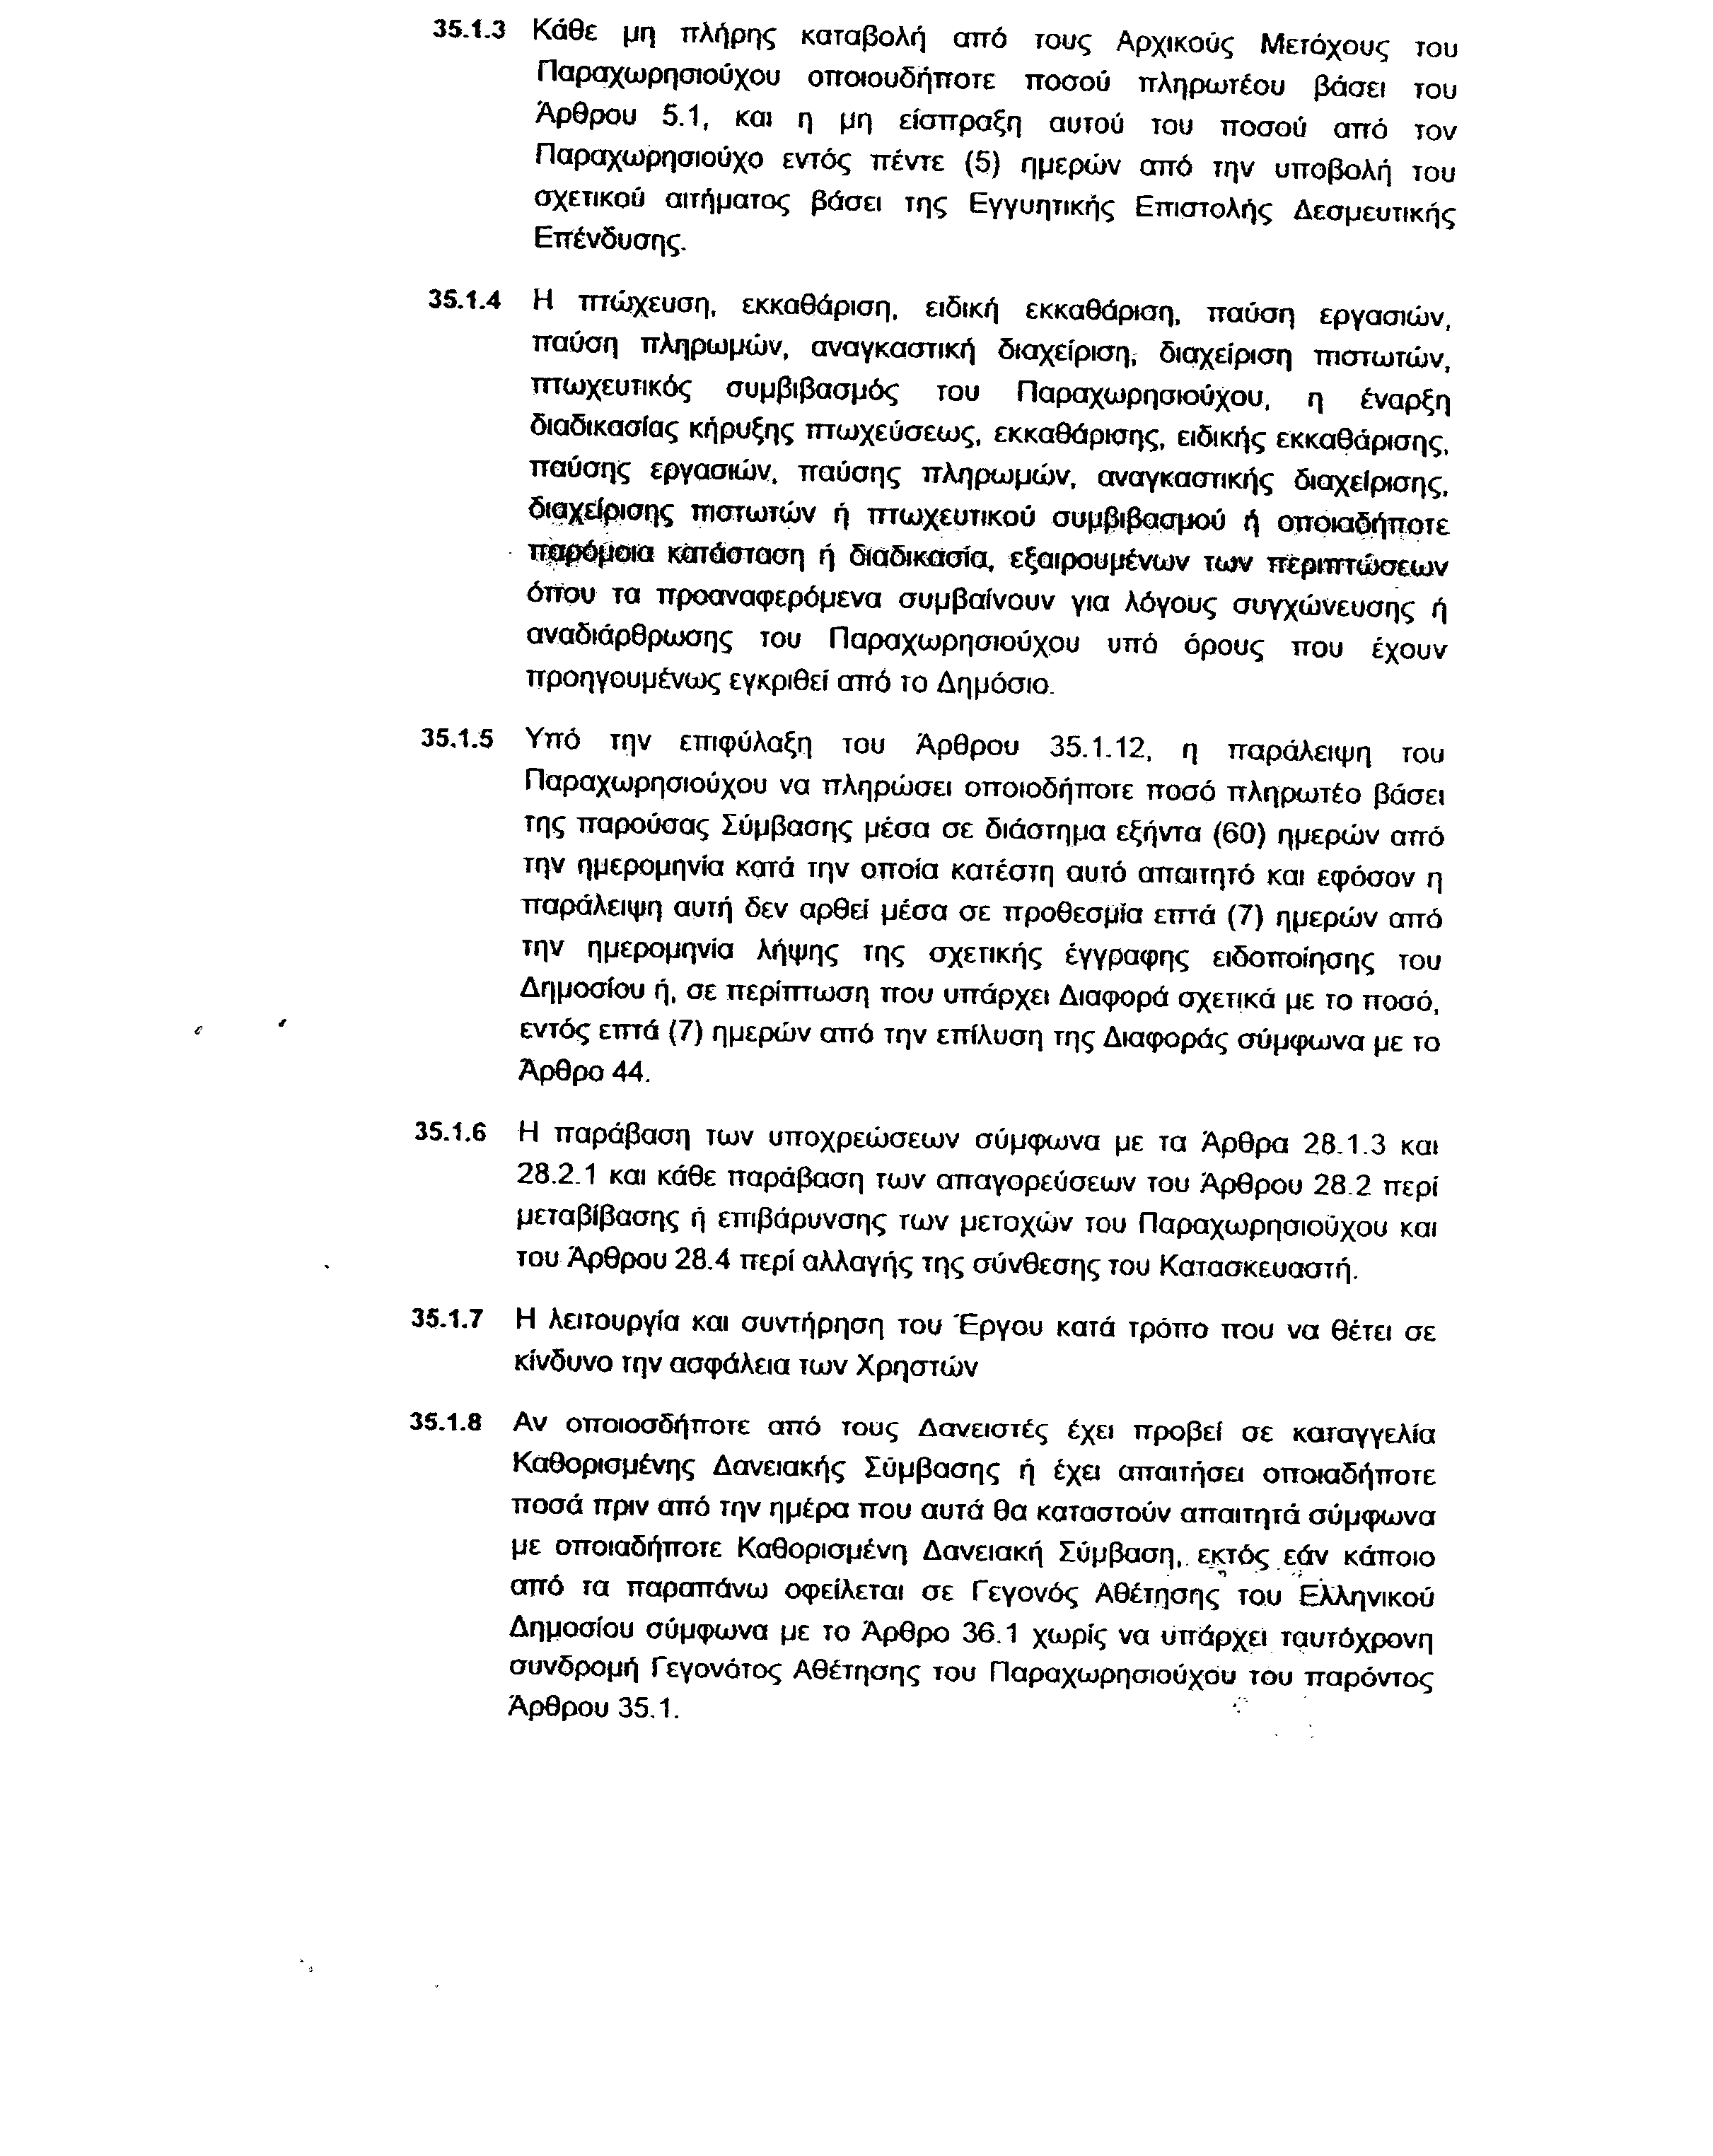 35.1.3 Κάθε μη πλήρης καταβολή από τους Αρχικούς Μετόχους του
Παραχωρησιούχου οποιουδήποτε ποσού πληρωτέου βάσει του
Άρθρου 5.1, και η μη είσπραξη αυτού του ποσού από τον
Παραχωρησιούχο εντός πέντε (5) ημερών από την υποβολή του
σχετικού αιτήματος βάσει της Εγγυητικής Επιστολής Δεσμευτικής
Επένδυσης.
35.1.4 Η πτώχευση, εκκαθάριση, ειδική εκκαθάριση, παύση εργασιών,
παύση πληρωμών, αναγκαστική διαχείριση, διαχείριση πιστωτών,
πτωχευτικός συμβιβασμός του Παραχωρησιούχου, η έναρξη
διαδικασίας κήρυξης πτωχεύσεως, εκκαθάρισης, ειδικής εκκαθάρισης,
παύσης εργασιών, παύσης πληρωμών, αναγκαστικής διαχείρισης,
διαχείρισης πιστωτών ή πτωχευτικού συμβιβασμού ή οποιαδήποτε
παρόμοια κατάσταση ή διαδικασία, εξαιρουμένων των περιπτώσεων
όπου τα προαναφερόμενα συμβαίνουν για λόγους συγχώνευσης ή
αναδιάρθρωσης του Παραχωρησιούχου υπό όρους που έχουν
προηγουμένως εγκριθεί από το Δημόσιο.
35.1.5 Υπό την επιφύλαξη του Άρθρου 35.1.12, η παράλειψη του
Παραχωρησιούχου να πληρώσει οποιοδήποτε ποσό πληρωτέο βάσει
της παρούσας Σύμβασης μέσα σε διάστημα εξήντα (60) ημερών από
την ημερομηνία κατά την οποία κατέστη αυτό απαιτητό και εφόσον η
παράλειψη αυτή δεν αρθεί μέσα σε προθεσμία επτά (7) ημερών από
την ημερομηνία λήψης της σχετικής έγγραφης ειδοποίησης του
Δημοσίου ή, σε περίπτωση που υπάρχει Διαφορά σχετικά με το ποσό,
εντός επτά (7) ημερών από την επίλυση της Διαφοράς σύμφωνα με το
Άρθρο 44.
35.1.6 Η παράβαση των υποχρεώσεων σύμφωνα με τα Άρθρα 28.1.3 και
28.2.1 και κάθε παράβαση των απαγορεύσεων του Άρθρου 28.2 περί
μεταβίβασης ή επιβάρυνσης των μετοχών του Παραχωρησιούχου και
του Άρθρου 28.4 περί αλλαγής της σύνθεσης του Κατασκευαστή.
35.1.7 Η λειτουργία και συντήρηση του Έργου κατά τρόπο που να θέτει σε
κίνδυνο την ασφάλεια των Χρηστών
35.1.8 Αν οποιοσδήποτε από τους Δανειστές έχει προβεί σε καταγγελία
Καθορισμένης Δανειακής Σύμβασης ή έχει απαιτήσει οποιαδήποτε
ποσά πριν από την ημέρα που αυτά θα καταστούν απαιτητά σύμφωνα
με οποιαδήποτε Καθορισμένη Δανειακή Σύμβαση, εκτός εάν κάποιο
από τα παραπάνω οφείλεται σε Γεγονός Αθέτησης του Ελληνικού
Δημοσίου σύμφωνα με το Άρθρο 36.1 χωρίς να υπάρχει ταυτόχρονη
συνδρομή Γεγονότος Αθέτησης του Παραχωρησιούχου του παρόντος
Άρθρου 35.1.